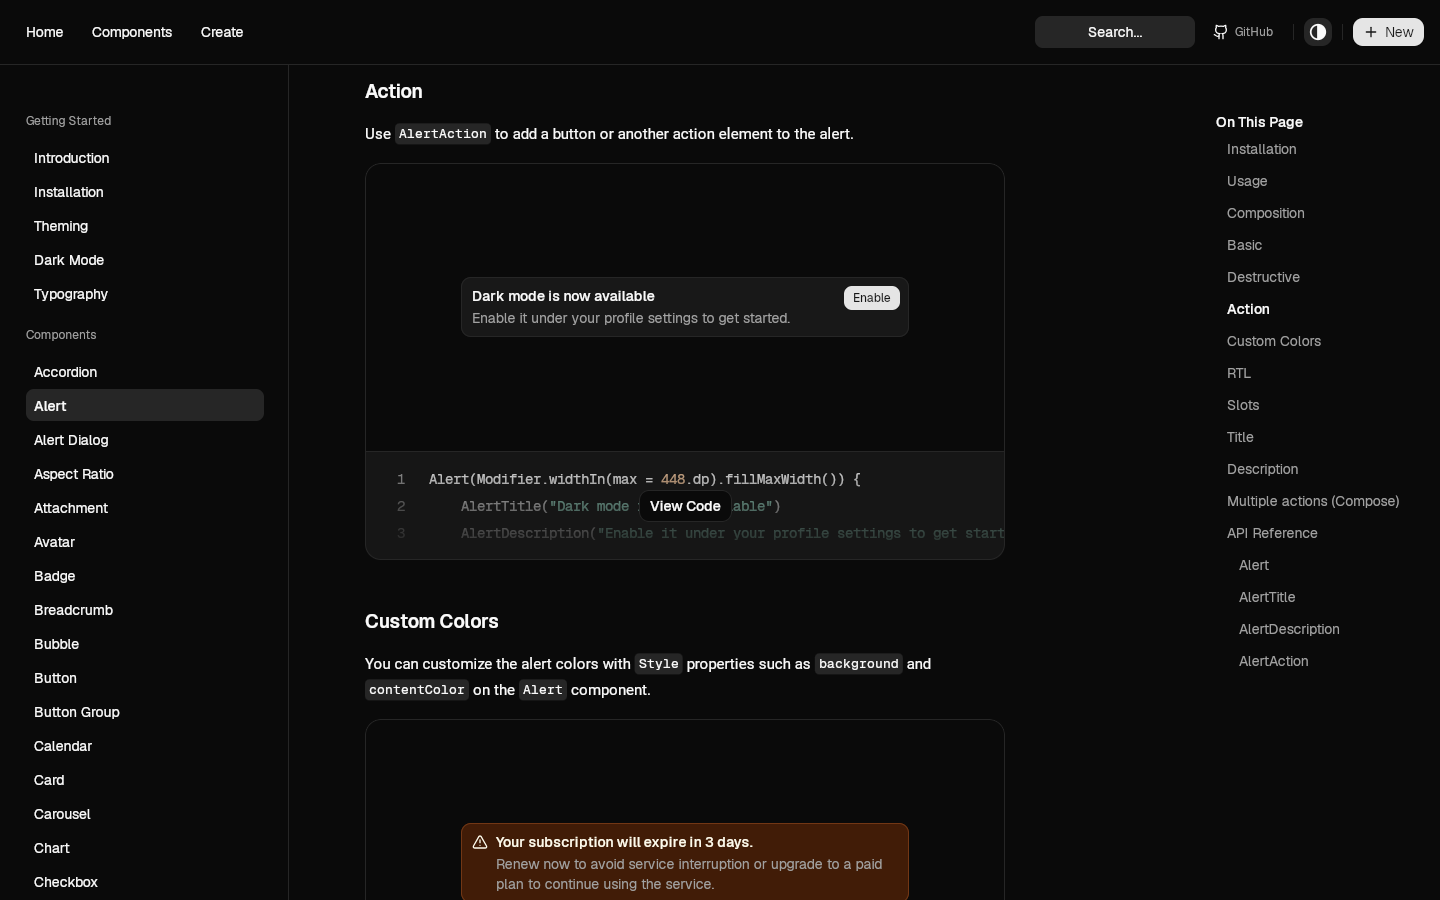 Home Components Create Search... GitHub New
Getting Started
Introduction
Installation
Theming
Dark Mode
Typography
Components
Accordion
Alert
Alert Dialog
Aspect Ratio
Attachment
Avatar
Badge
Breadcrumb
Bubble
Button
Button Group
Calendar
Card
Carousel
Chart
Checkbox
Action
Use AlertAction to add a button or another action element to the alert.
Dark mode is now available
Enable it under your profile settings to get started.
Enable
1 Alert(Modifier.widthIn(max = 448.dp).fillMaxWidth()) {
2 AlertTitle("Dark mode able")
View Code
3 AlertDescription("Enable it under your profile settings to get start
Custom Colors
You can customize the alert colors with Style properties such as background and
contentColor on the Alert component.
Your subscription will expire in 3 days.
Renew now to avoid service interruption or upgrade to a paid
plan to continue using the service.
On This Page
Installation
Usage
Composition
Basic
Destructive
Action
Custom Colors
RTL
Slots
Title
Description
Multiple actions (Compose)
API Reference
Alert
AlertTitle
AlertDescription
AlertAction